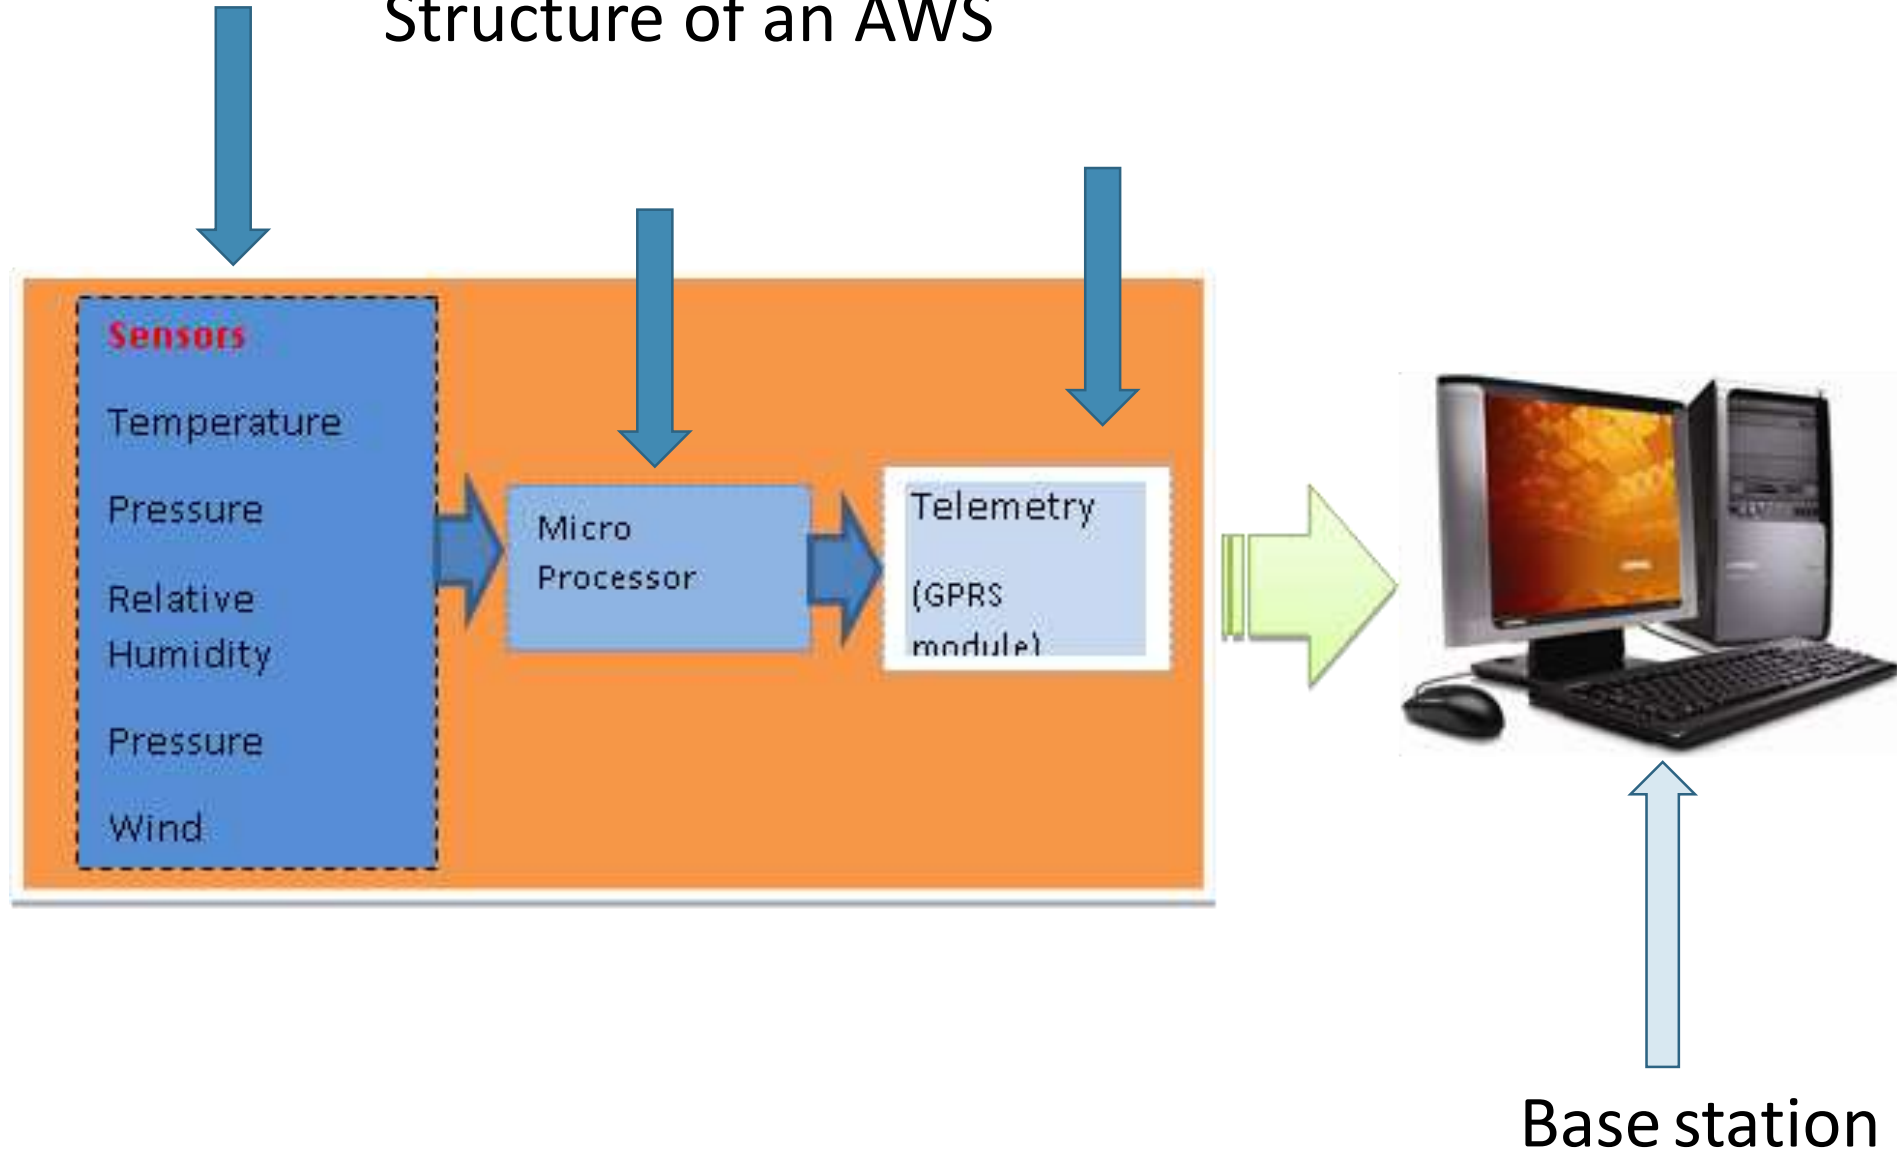 Structure of an AWS
Sensors
Temperature
Pressure
Relative
Humidity
Pressure
Wind
Micro
Processor
Telemetry
(GPRS
module)
Base station